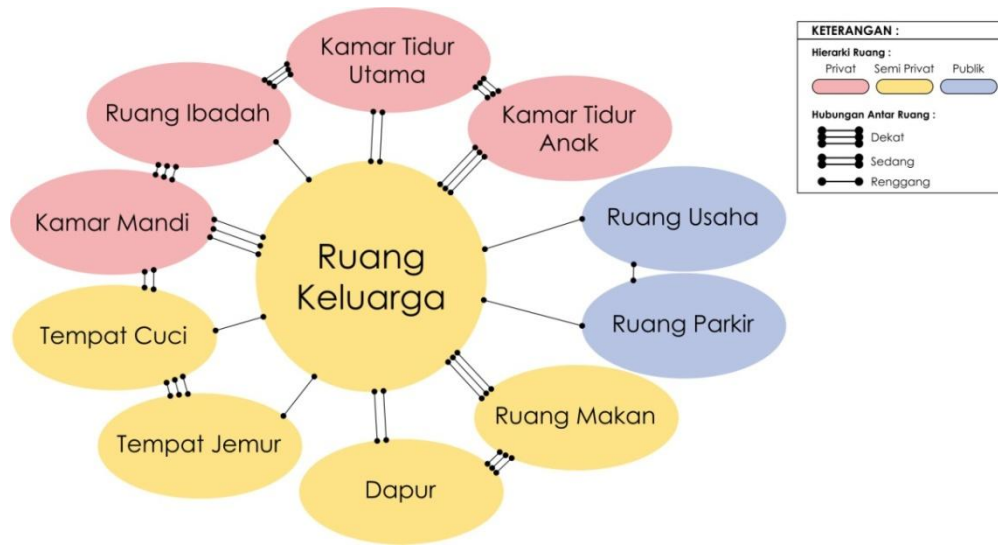 Kamar Tidur
Utama
Ruang Ibadah
Kamar Tidur
Anak
Kamar Mandi
Ruang Usaha
Ruang
Keluarga
Tempat Cuci
Ruang Parkir
Tempat Jemur
Ruang Makan
Dapur
KETERANGAN :
Hierarki Ruang :
Privat Semi Privat Publik
Hubungan Antar Ruang :
Dekat
Sedang
Renggang